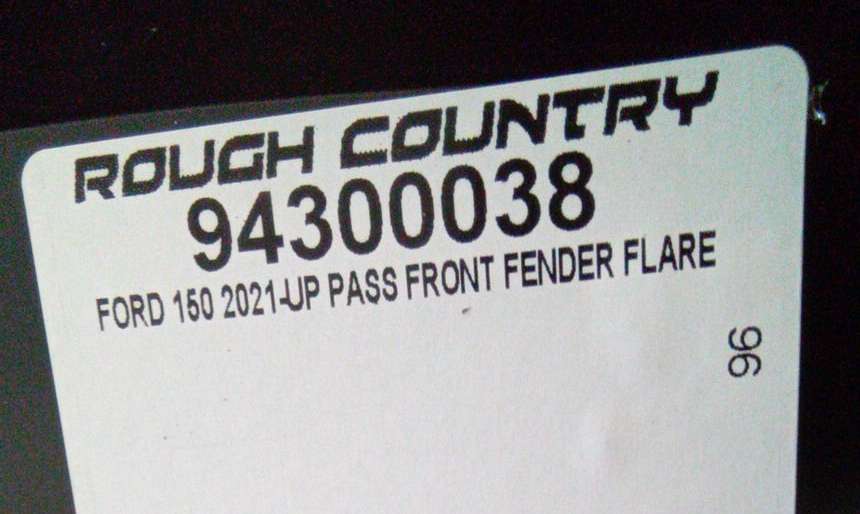 ROUGH COUNTRY
94300038
FORD 150 2021-UP PASS FRONT FENDER FLARE
96